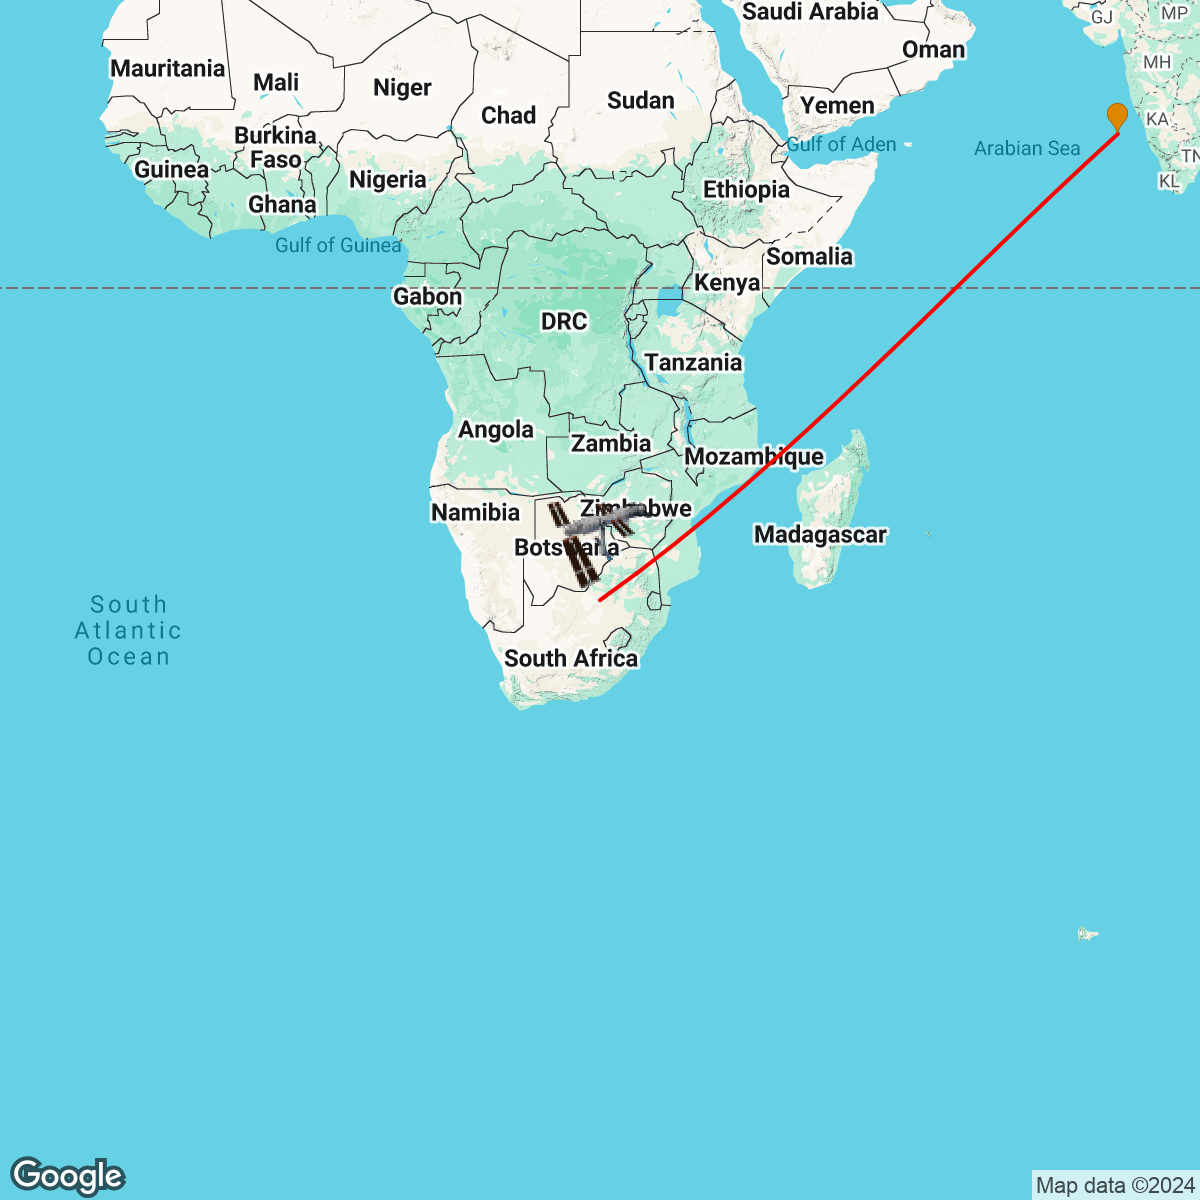 Saudi Arabia
GJ
MP
Oman
Mauritania
Mali
Niger
MH
Chad
Sudan
Yemen
KA
Burkina
Faso
Gulf of Aden
Arabian Sea
TN
Guinea
Nigeria
Ethiopia
KL
Ghana
Gulf of Guinea
Somalia
Kenya
Gabon
DRC
Tanzania
Angola
Zambia
Mozambique
Namibia
Zimbabwe
Madagascar
Botswana
South
Atlantic
Ocean
South Africa
Google
Map data ©2024